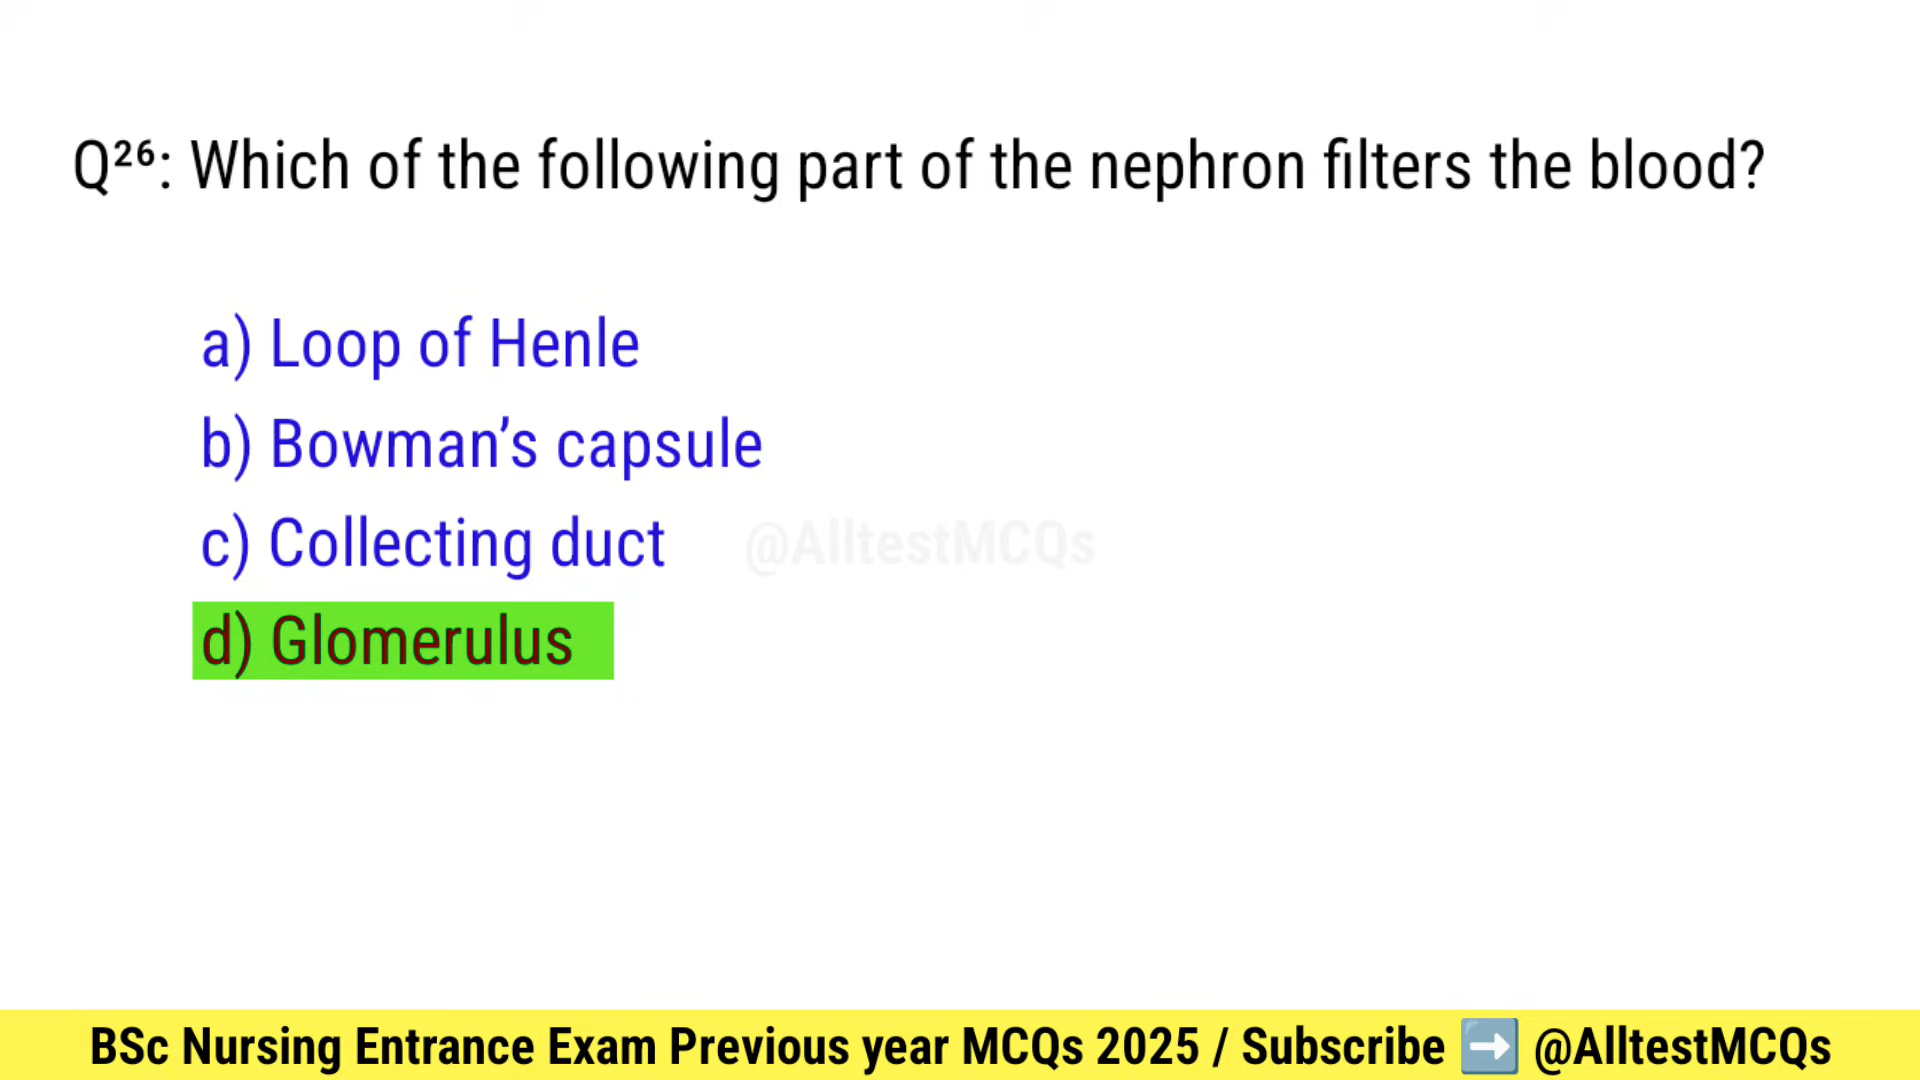 Q²⁶: Which of the following part of the nephron filters the blood?
a) Loop of Henle
b) Bowman’s capsule
c) Collecting duct
@AlltestMCQs
d) Glomerulus
BSc Nursing Entrance Exam Previous year MCQs 2025 / Subscribe ➡️ @AlltestMCQs